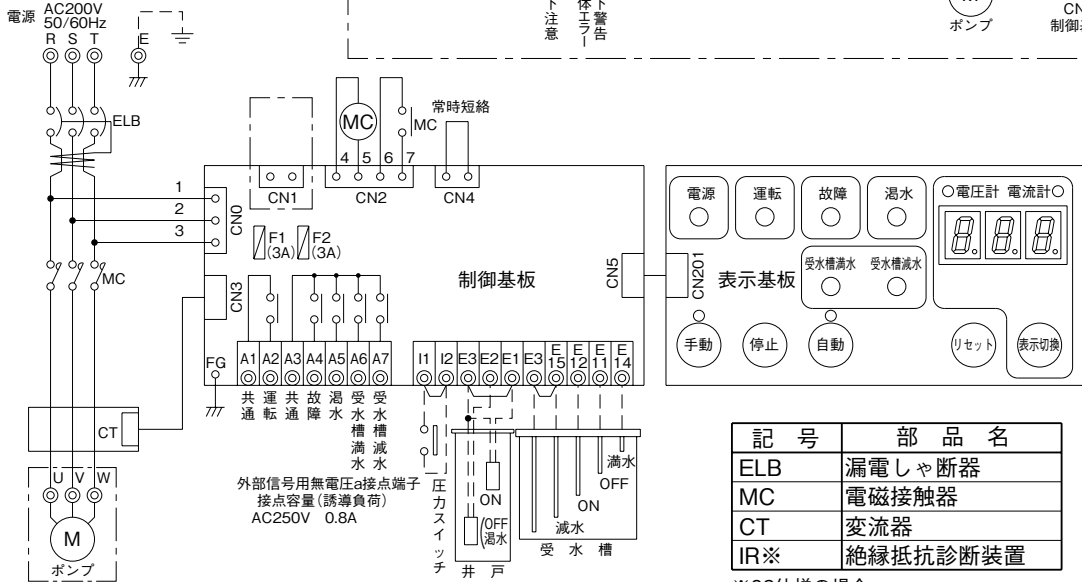 電源 AC200V
50/60Hz
R S T E
ELB
下注意
体エラー
下警告
ポンプ
CN
制御
MC
MC
常時短絡
4 5 6 7
CN1 CN2 CN4
1
2
3
CN0
F1
(3A)
F2
(3A)
CN3
制御基板
CN5
CN201
表示基板
電源 運転 故障 渇水
電圧計 電流計
8.8.8.
受水槽満水 受水槽減水
手動 停止 自動 リセット 表示切換
MC
FG
A1 A2 A3 A4 A5 A6 A7
I1 I2 E3 E2 E1 E3 E15 E12 E11 E14
共通
運転
共通
故障
渇水
受水槽満水
受水槽減水
外部信号用無電圧a接点端子
接点容量(誘導負荷)
AC250V 0.8A
圧力スイッチ
ON
OFF
渇水
井戸
満水
OFF
ON
減水
受水槽
CT
U V W
M
ポンプ
記号 部品名
ELB 漏電しゃ断器
MC 電磁接触器
CT 変流器
IR※ 絶縁抵抗診断装置